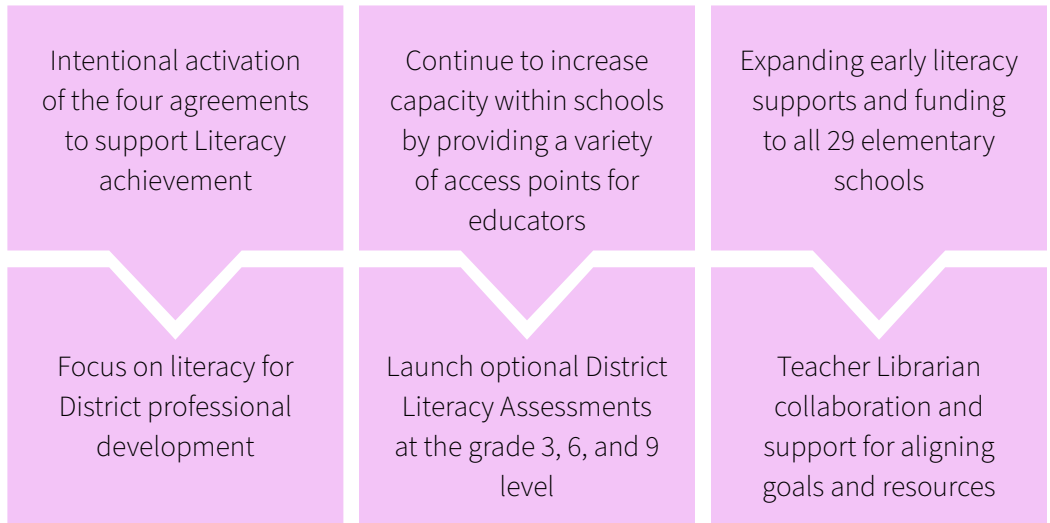 Intentional activation
of the four agreements
to support Literacy
achievement
Continue to increase
capacity within schools
by providing a variety
of access points for
educators
Expanding early literacy
supports and funding
to all 29 elementary
schools
Focus on literacy for
District professional
development
Launch optional District
Literacy Assessments
at the grade 3, 6, and 9
level
Teacher Librarian
collaboration and
support for aligning
goals and resources